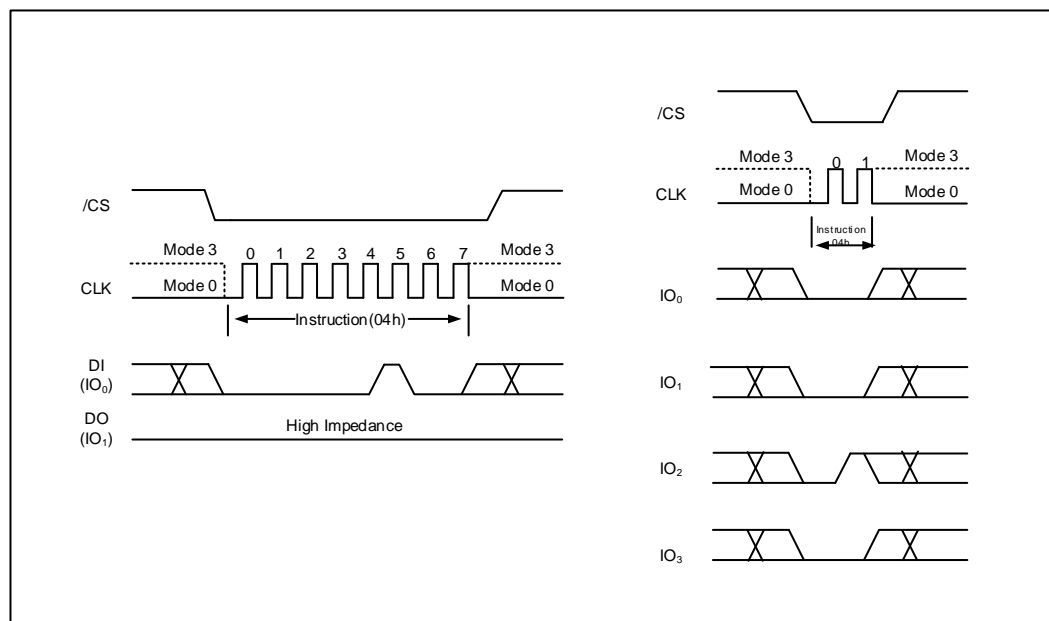 /CS
Mode 3 0 1 2 3 4 5 6 7 Mode 3
CLK Mode 0 Mode 0
Instruction(04h)
DI
(IO₀)
DO
(IO₁)
High Impedance
/CS
Mode 3 0 1 Mode 3
CLK Mode 0 Mode 0
Instruction
04h
IO₀
IO₁
IO₂
IO₃